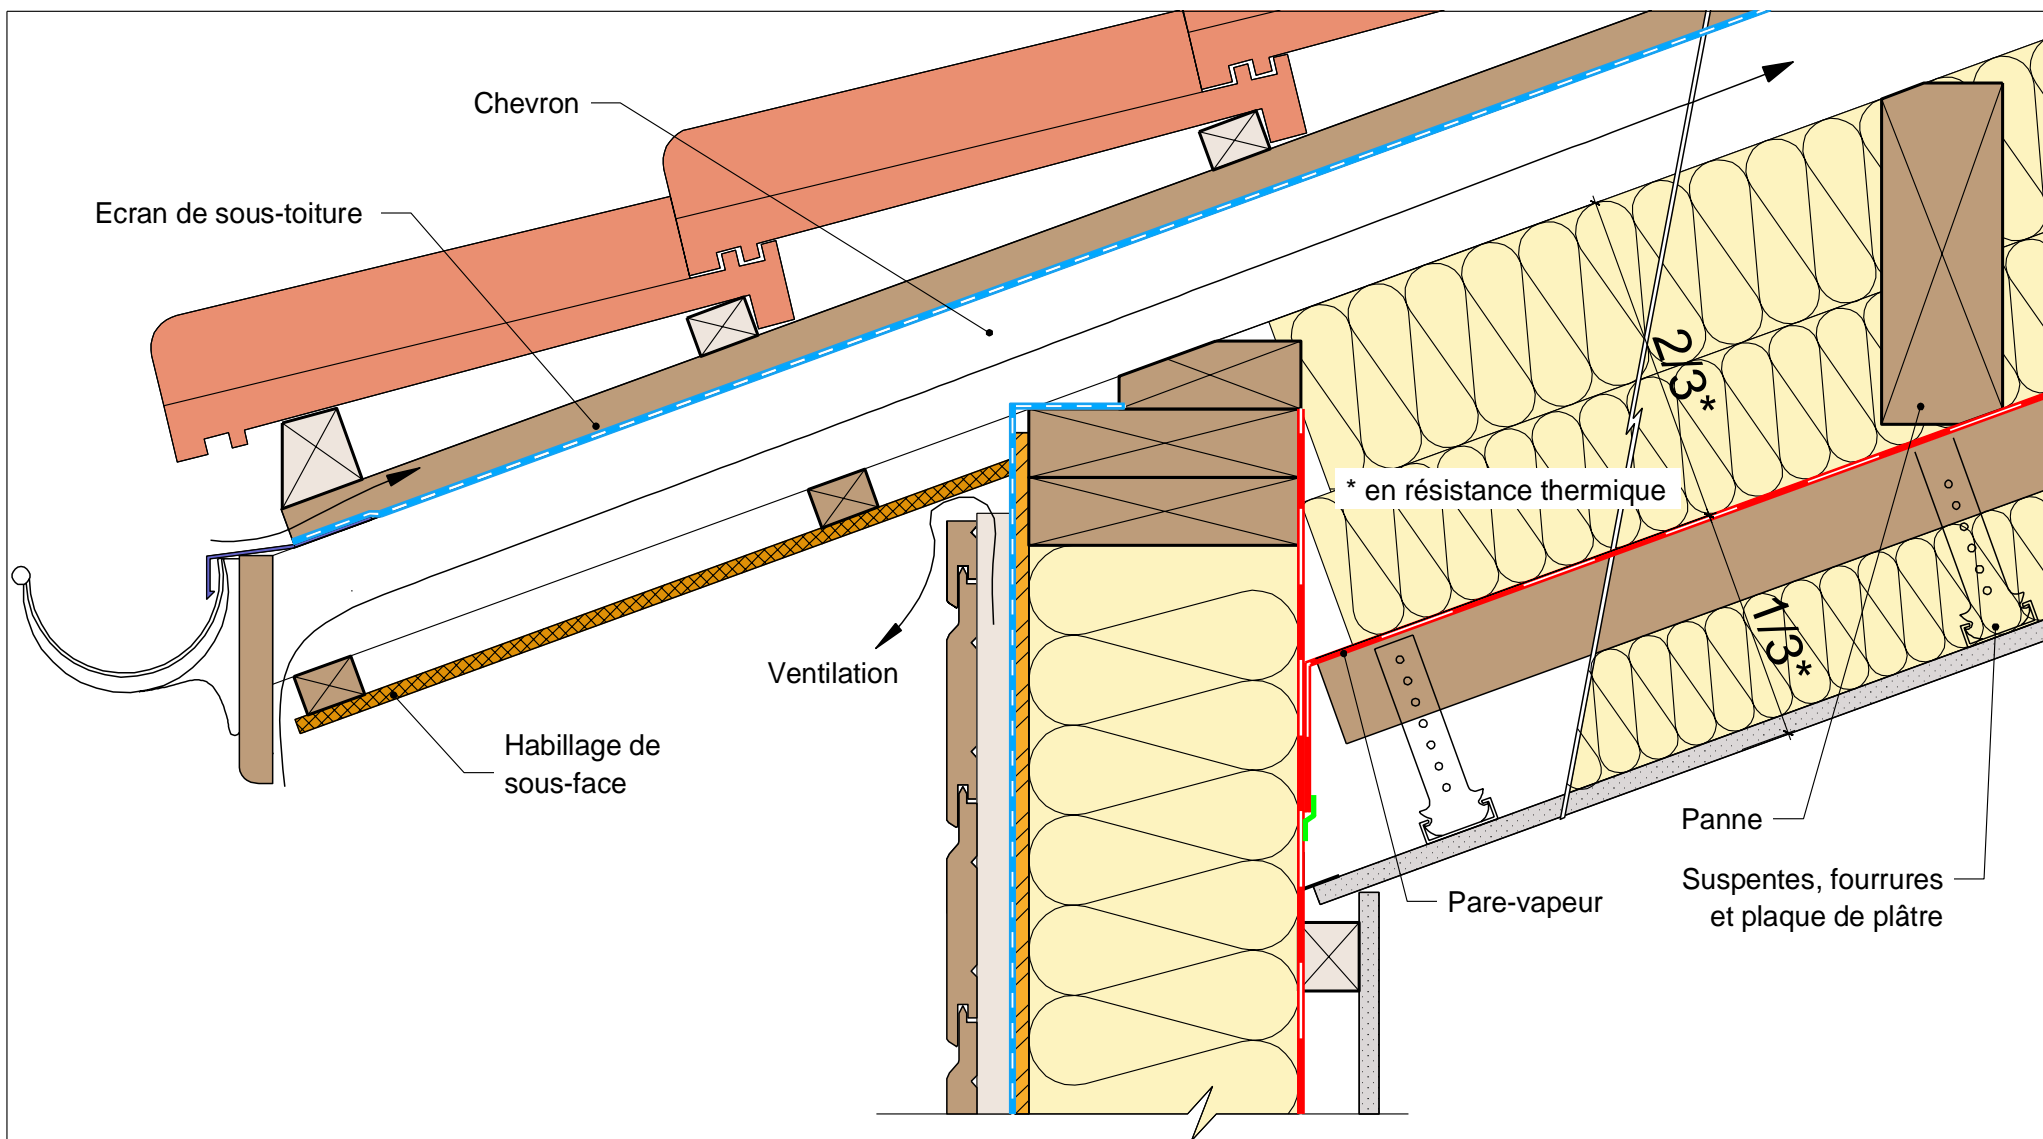 Chevron
Ecran de sous-toiture
2/3*
* en résistance thermique
1/3*
Ventilation
Habillage de
sous-face
Panne
Pare-vapeur
Suspentes, fourrures
et plaque de plâtre